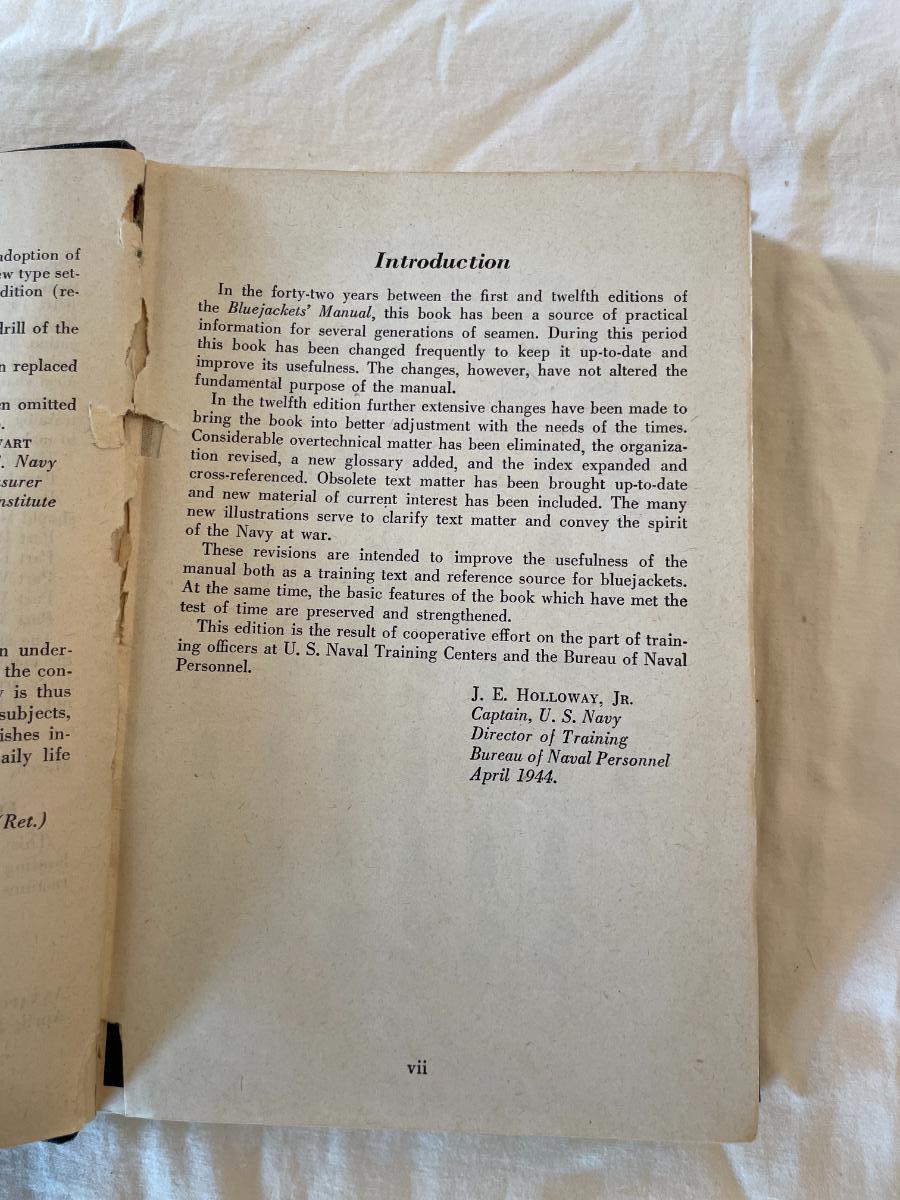 adoption of
ew type set-
dition (re-
drill of the
n replaced
en omitted
WART
. Navy
surer
nstitute
n under-
the con-
y is thus
subjects,
ishes in-
aily life
(Ret.)
Introduction
In the forty-two years between the first and twelfth editions of
the Bluejackets' Manual, this book has been a source of practical
information for several generations of seamen. During this period
this book has been changed frequently to keep it up-to-date and
improve its usefulness. The changes, however, have not altered the
fundamental purpose of the manual.
In the twelfth edition further extensive changes have been made to
bring the book into better adjustment with the needs of the times.
Considerable overtechnical matter has been eliminated, the organiza-
tion revised, a new glossary added, and the index expanded and
cross-referenced. Obsolete text matter has been brought up-to-date
and new material of current interest has been included. The many
new illustrations serve to clarify text matter and convey the spirit
of the Navy at war.
These revisions are intended to improve the usefulness of the
manual both as a training text and reference source for bluejackets.
At the same time, the basic features of the book which have met the
test of time are preserved and strengthened.
This edition is the result of cooperative effort on the part of train-
ing officers at U. S. Naval Training Centers and the Bureau of Naval
Personnel.
J. E. Holloway, Jr.
Captain, U. S. Navy
Director of Training
Bureau of Naval Personnel
April 1944.
vii